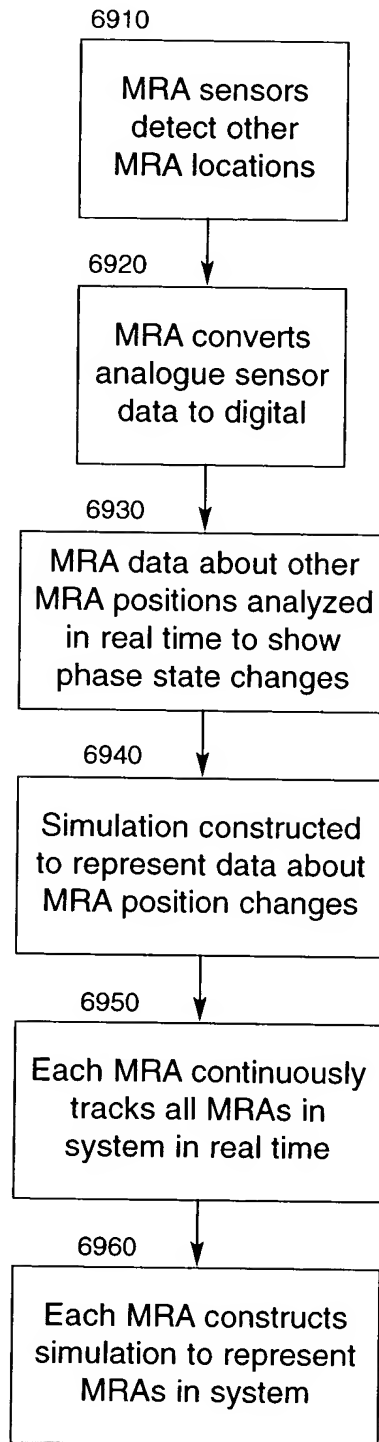 6910
MRA sensors
detect other
MRA locations
6920
MRA converts
analogue sensor
data to digital
6930
MRA data about other
MRA positions analyzed
in real time to show
phase state changes
6940
Simulation constructed
to represent data about
MRA position changes
6950
Each MRA continuously
tracks all MRAs in
system in real time
6960
Each MRA constructs
simulation to represent
MRAs in system